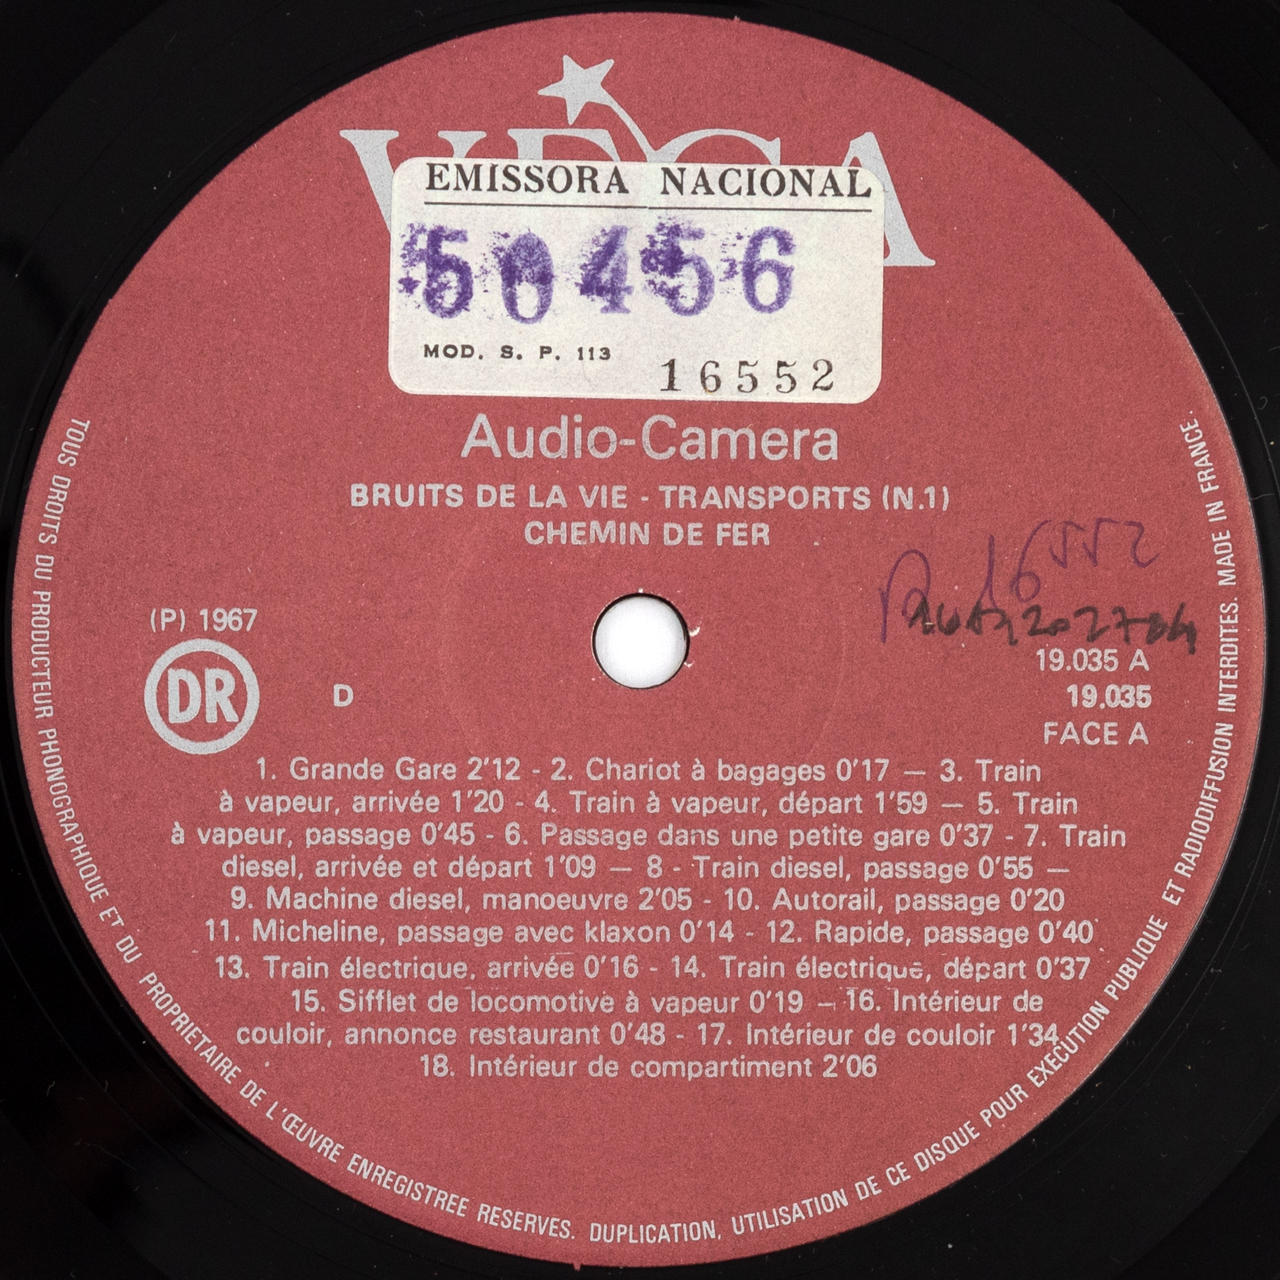 VEGA
EMISSORA NACIONAL
50456
MOD. S. P. 113
16552
Audio-Camera
BRUITS DE LA VIE - TRANSPORTS (N.1)
CHEMIN DE FER
16552
(P) 1967
DR
D
19.035 A
19.035
FACE A
1. Grande Gare 2'12 - 2. Chariot à bagages 0'17 — 3. Train
à vapeur, arrivée 1'20 - 4. Train à vapeur, départ 1'59 — 5. Train
à vapeur, passage 0'45 - 6. Passage dans une petite gare 0'37 - 7. Train
diesel, arrivée et départ 1'09 — 8 - Train diesel, passage 0'55 —
9. Machine diesel, manoeuvre 2'05 - 10. Autorail, passage 0'20
11. Micheline, passage avec klaxon 0'14 - 12. Rapide, passage 0'40
13. Train électrique, arrivée 0'16 - 14. Train électrique, départ 0'37
15. Sifflet de locomotive à vapeur 0'19 — 16. Intérieur de
couloir, annonce restaurant 0'48 - 17. Intérieur de couloir 1'34
18. Intérieur de compartiment 2'06
TOUS DROITS DU PRODUCTEUR PHONOGRAPHIQUE ET DU PROPRIETAIRE DE L'ŒUVRE ENREGISTREE RESERVES. DUPLICATION, UTILISATION DE CE DISQUE POUR EXECUTION PUBLIQUE ET RADIODIFFUSION INTERDITES. MADE IN FRANCE.